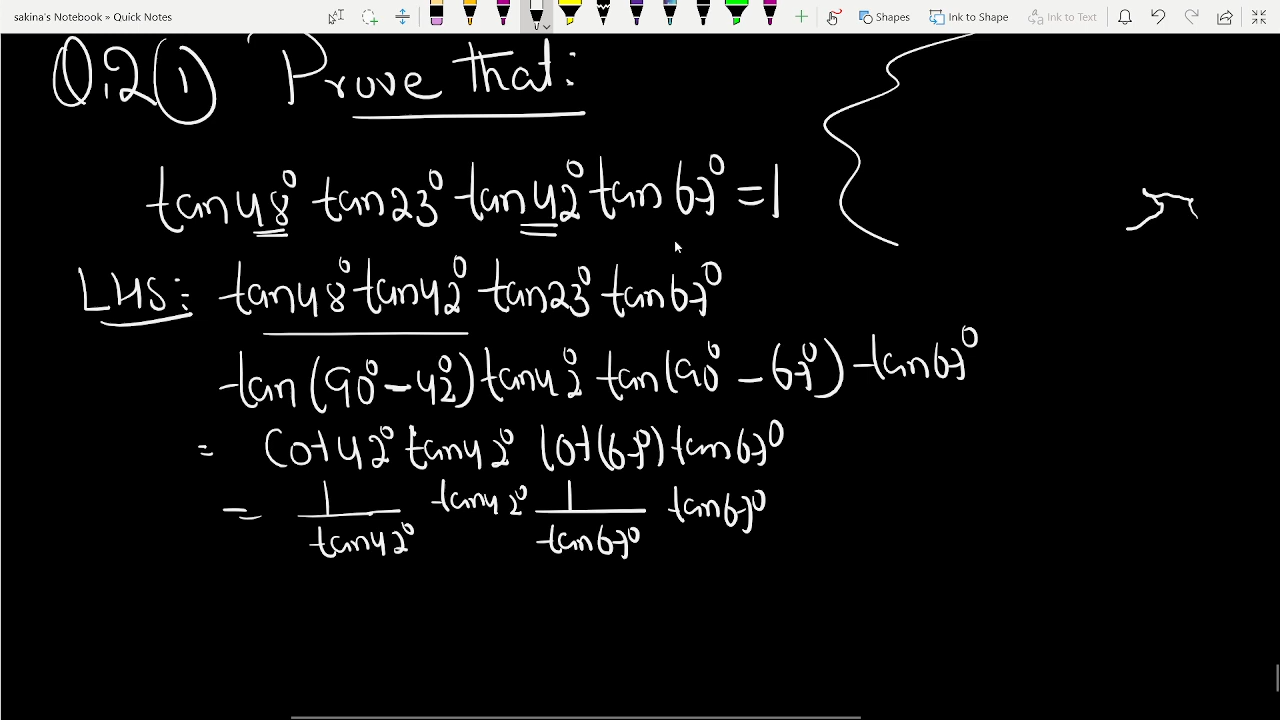 sakina's Notebook » Quick Notes
Shapes
Ink to Shape
Ink to Text
Q.2(1) Prove that:
tan48° tan23° tan42° tan67° = 1
LHS: tan48° tan42° tan23° tan67°
tan(90° - 42°) tan42° tan(90° - 67°) tan67°
= Cot42° tan42° Cot(67°) tan67°
= 1/tan42° tan42° 1/tan67° tan67°